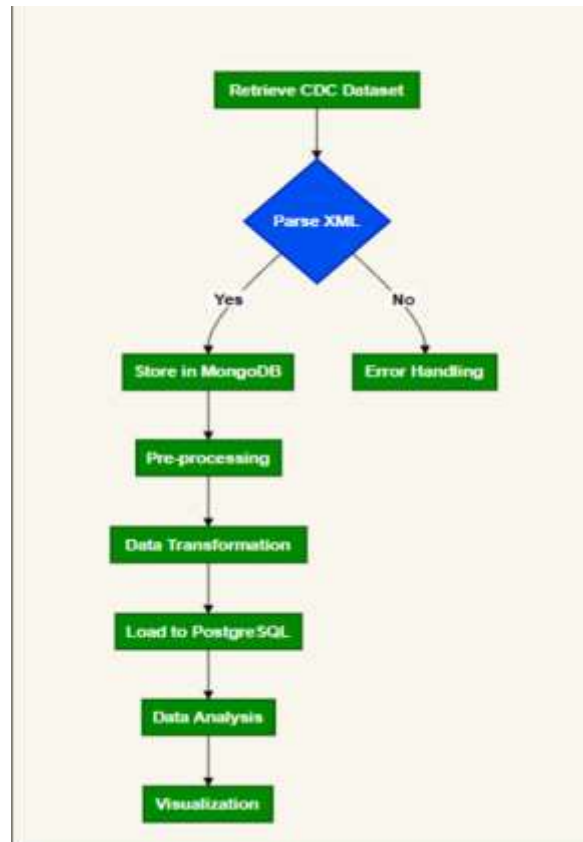 Retrieve CDC Dataset
Parse XML
Yes
No
Store in MongoDB
Error Handling
Pre-processing
Data Transformation
Load to PostgreSQL
Data Analysis
Visualization